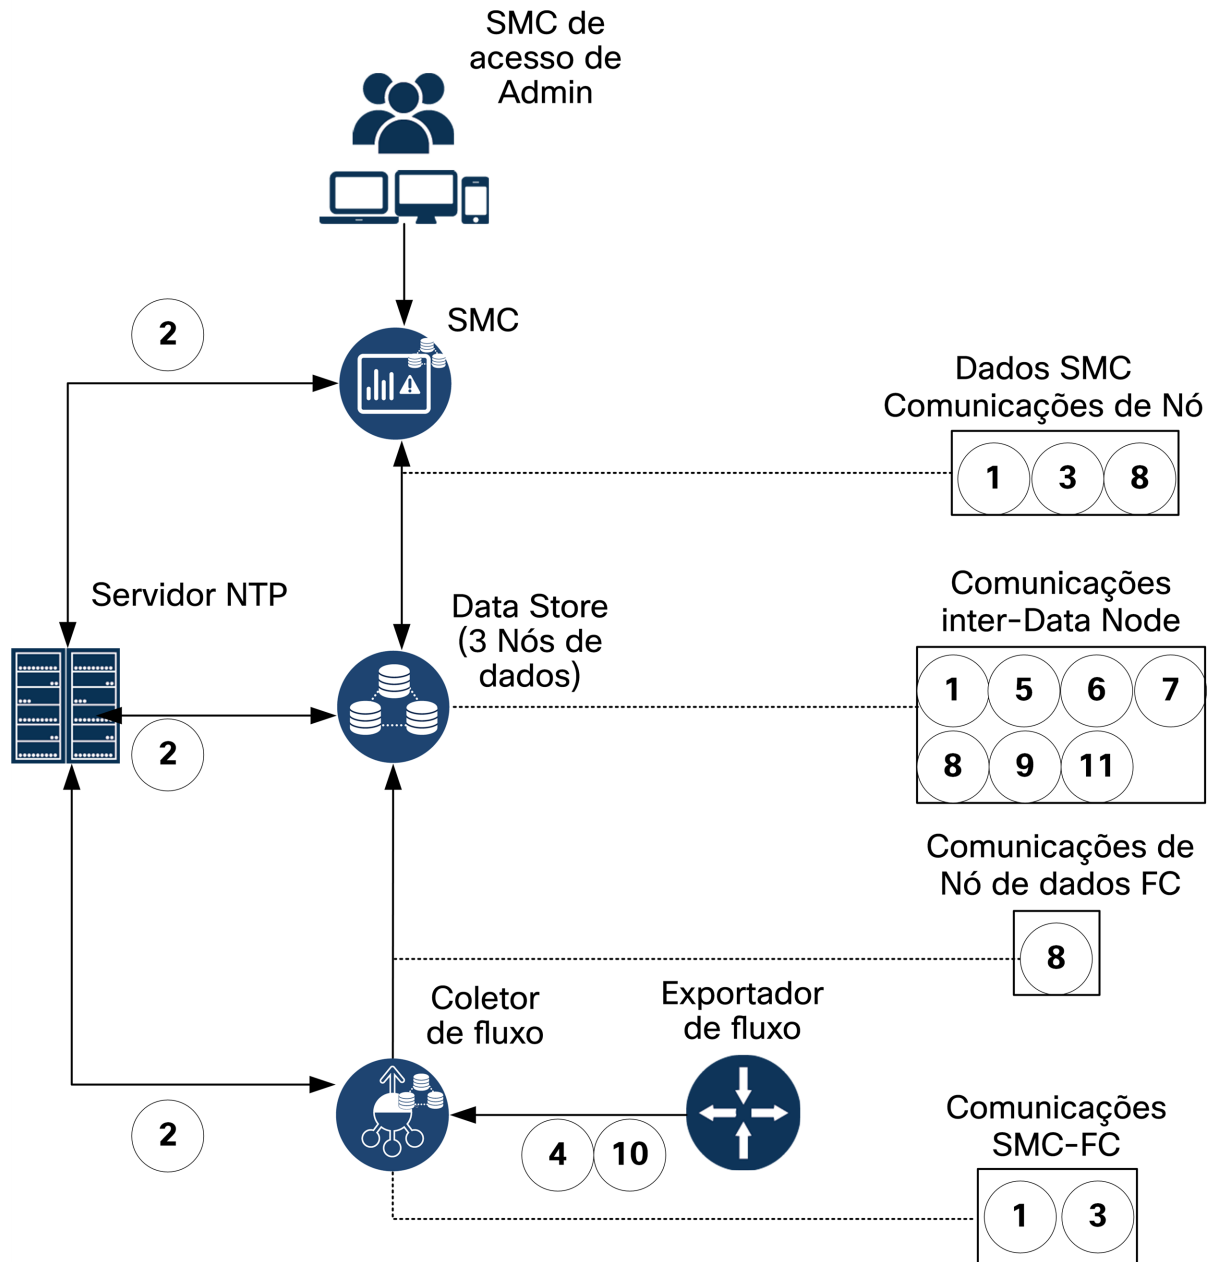 SMC de
acesso de
Admin
SMC
2
Dados SMC
Comunicações de Nó
1 3 8
Servidor NTP
Data Store
(3 Nós de
dados)
2
Comunicações
inter-Data Node
1 5 6 7
8 9 11
Comunicações de
Nó de dados FC
8
Coletor
de fluxo
Exportador
de fluxo
2
4 10
Comunicações
SMC-FC
1 3